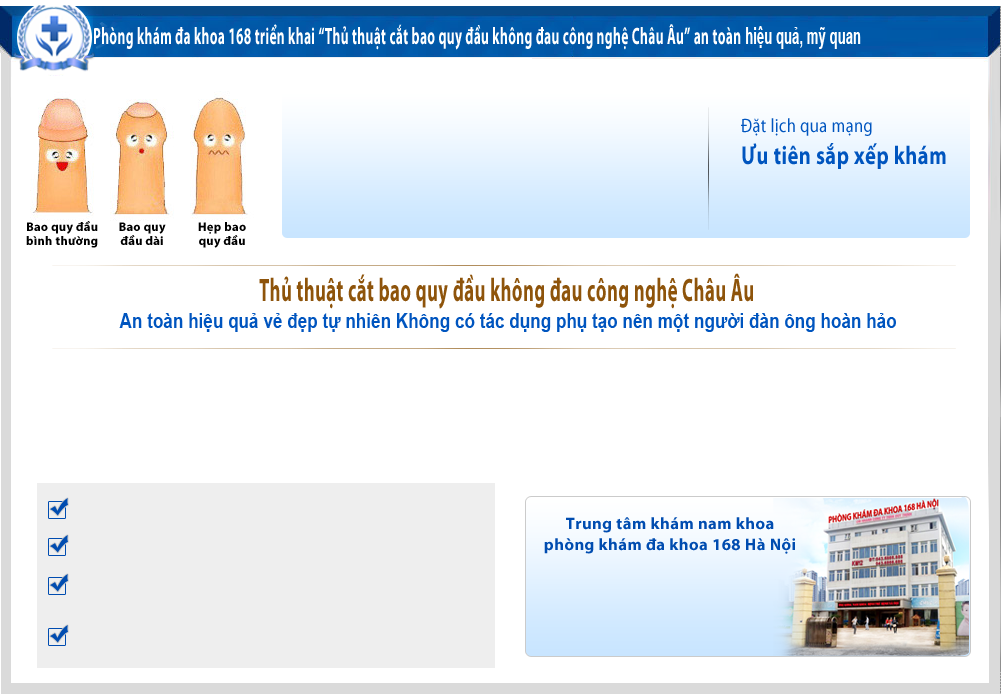 Phòng khám đa khoa 168 triển khai “Thủ thuật cắt bao quy đầu không đau công nghệ Châu Âu” an toàn hiệu quả, mỹ quan
Đặt lịch qua mạng
Ưu tiên sắp xếp khám
Bao quy đầu
bình thường
Bao quy
đầu dài
Hẹp bao
quy đầu
Thủ thuật cắt bao quy đầu không đau công nghệ Châu Âu
An toàn hiệu quả vẻ đẹp tự nhiên Không có tác dụng phụ tạo nên một người đàn ông hoàn hảo
Trung tâm khám nam khoa
phòng khám đa khoa 168 Hà Nội
PHÒNG KHÁM ĐA KHOA 168 HÀ NỘI